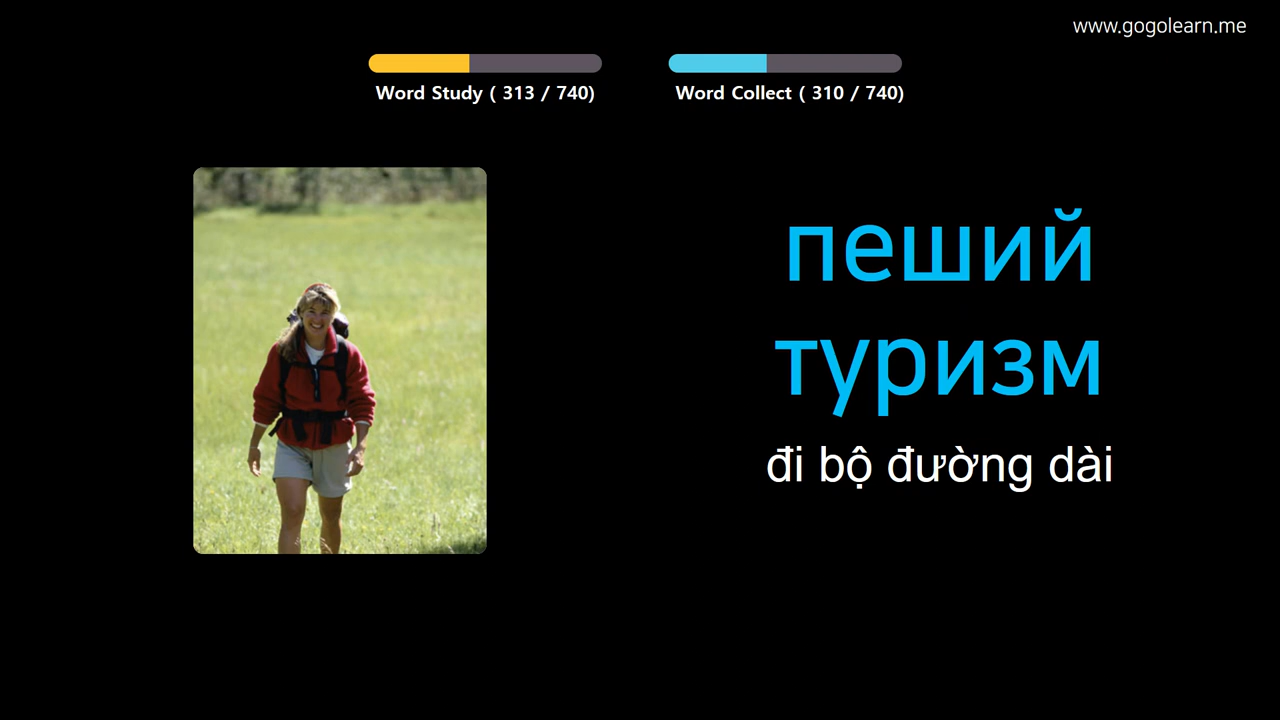 www.gogolearn.me
Word Study ( 313 / 740)
Word Collect ( 310 / 740)
пеший
туризм
đi bộ đường dài